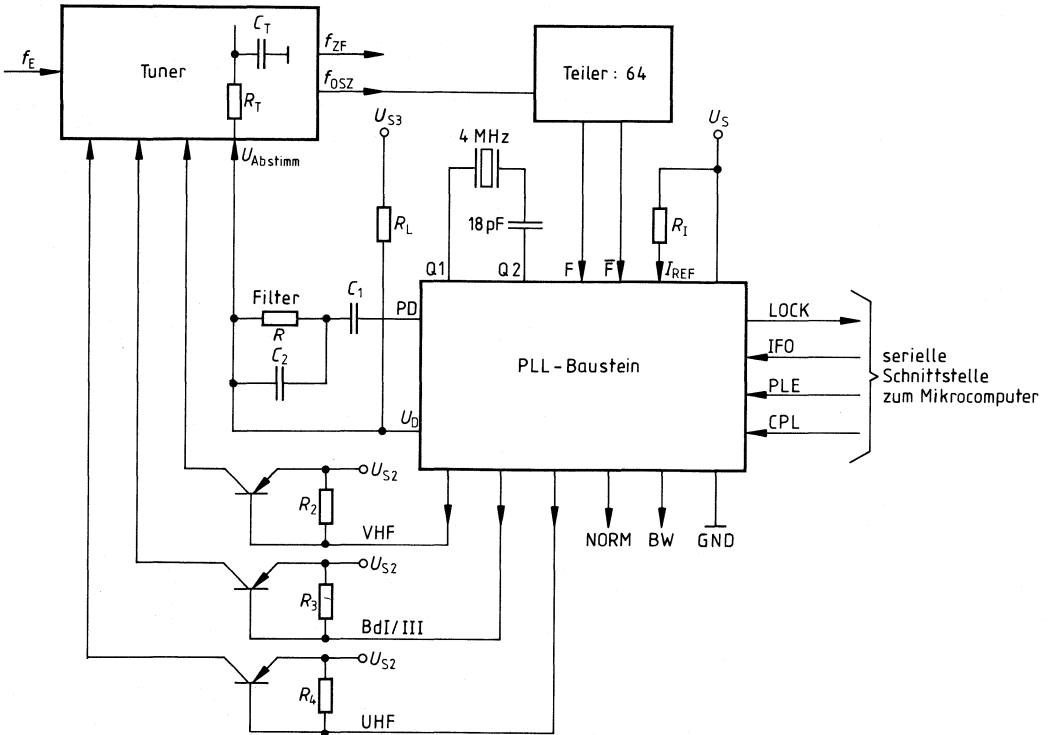 C_T
f_ZF
f_E
Tuner
Teiler : 64
f_OSZ
R_T
U_S3
U_S
4 MHz
U_Abstimm
R_L
18 pF
R_I
Q1
Q2
F
F̅
I_REF
Filter
C_1
PD
LOCK
R
IFO
C_2
PLL-Baustein
serielle
Schnittstelle
zum Mikrocomputer
PLE
U_D
CPL
U_S2
R_2
VHF
NORM
BW
GND
U_S2
R_3
BdI/III
U_S2
R_4
UHF